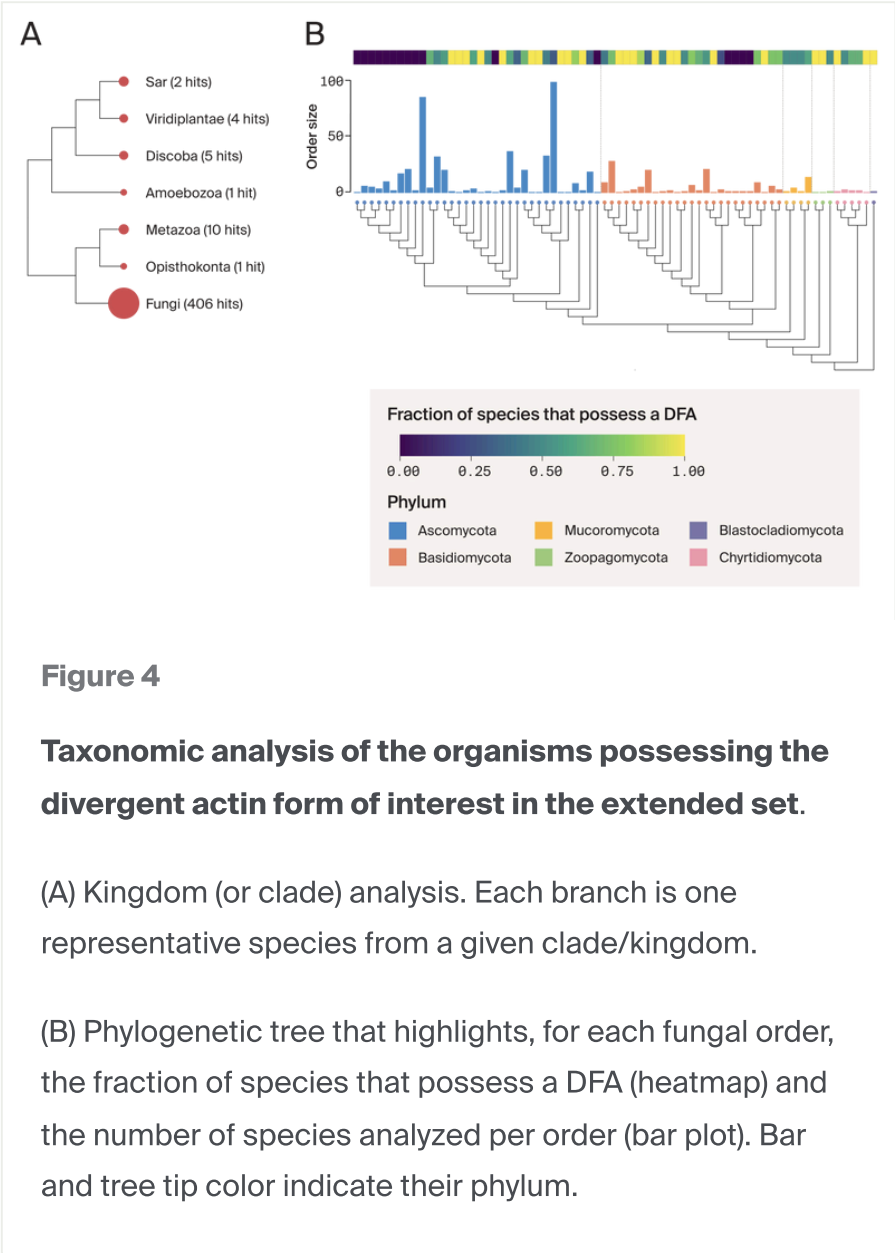 A
B
Sar (2 hits)
Viridiplantae (4 hits)
Discoba (5 hits)
Amoebozoa (1 hit)
Metazoa (10 hits)
Opisthokonta (1 hit)
Fungi (406 hits)
Order size
100
50
0
Fraction of species that possess a DFA
0.00 0.25 0.50 0.75 1.00
Phylum
Ascomycota Mucoromycota Blastocladiomycota
Basidiomycota Zoopagomycota Chyrtidiomycota
Figure 4
Taxonomic analysis of the organisms possessing the
divergent actin form of interest in the extended set.
(A) Kingdom (or clade) analysis. Each branch is one
representative species from a given clade/kingdom.
(B) Phylogenetic tree that highlights, for each fungal order,
the fraction of species that possess a DFA (heatmap) and
the number of species analyzed per order (bar plot). Bar
and tree tip color indicate their phylum.